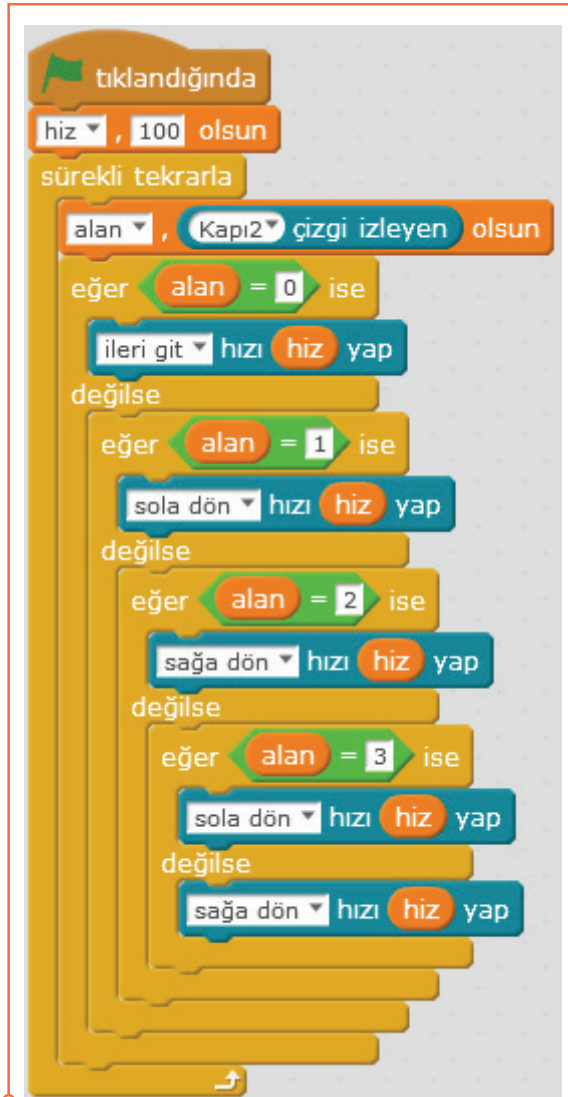 tıklandığında
hiz , 100 olsun
sürekli tekrarla
alan , Kapı2 çizgi izleyen olsun
eğer alan = 0 ise
ileri git hızı hiz yap
değilse
eğer alan = 1 ise
sola dön hızı hiz yap
değilse
eğer alan = 2 ise
sağa dön hızı hiz yap
değilse
eğer alan = 3 ise
sola dön hızı hiz yap
değilse
sağa dön hızı hiz yap